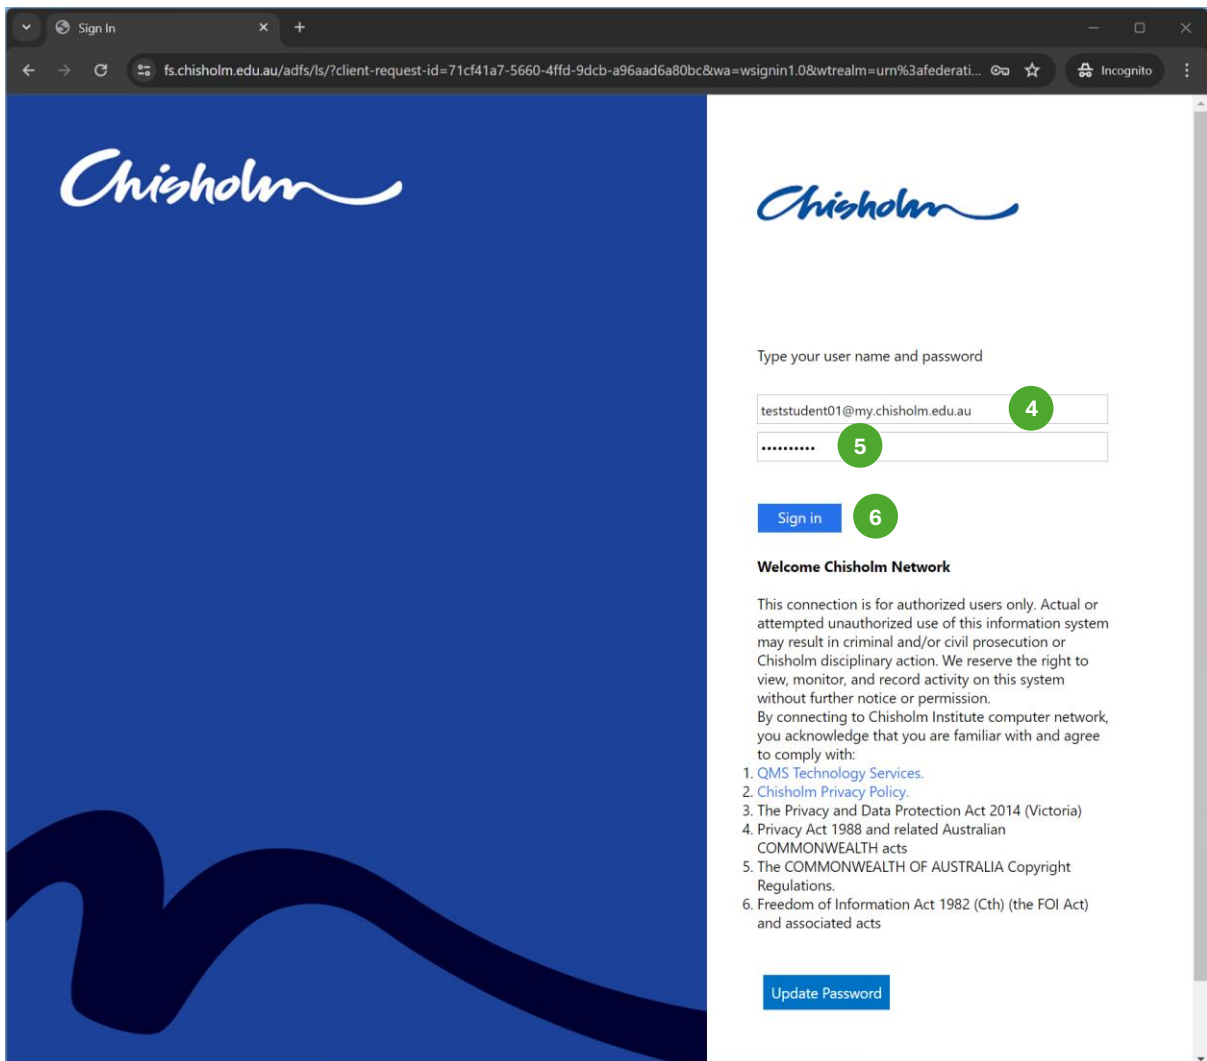 Sign In
fs.chisholm.edu.au/adfs/ls/?client-request-id=71cf41a7-5660-4ffd-9dcb-a96aad6a80bc&wa=wsignin1.0&wtrealm=urn%3afederati...
Incognito
Chisholm
Chisholm
Type your user name and password
teststudent01@my.chisholm.edu.au
4
••••••••••
5
Sign in
6
Welcome Chisholm Network
This connection is for authorized users only. Actual or
attempted unauthorized use of this information system
may result in criminal and/or civil prosecution or
Chisholm disciplinary action. We reserve the right to
view, monitor, and record activity on this system
without further notice or permission.
By connecting to Chisholm Institute computer network,
you acknowledge that you are familiar with and agree
to comply with:
1. QMS Technology Services.
2. Chisholm Privacy Policy.
3. The Privacy and Data Protection Act 2014 (Victoria)
4. Privacy Act 1988 and related Australian
COMMONWEALTH acts
5. The COMMONWEALTH OF AUSTRALIA Copyright
Regulations.
6. Freedom of Information Act 1982 (Cth) (the FOI Act)
and associated acts
Update Password